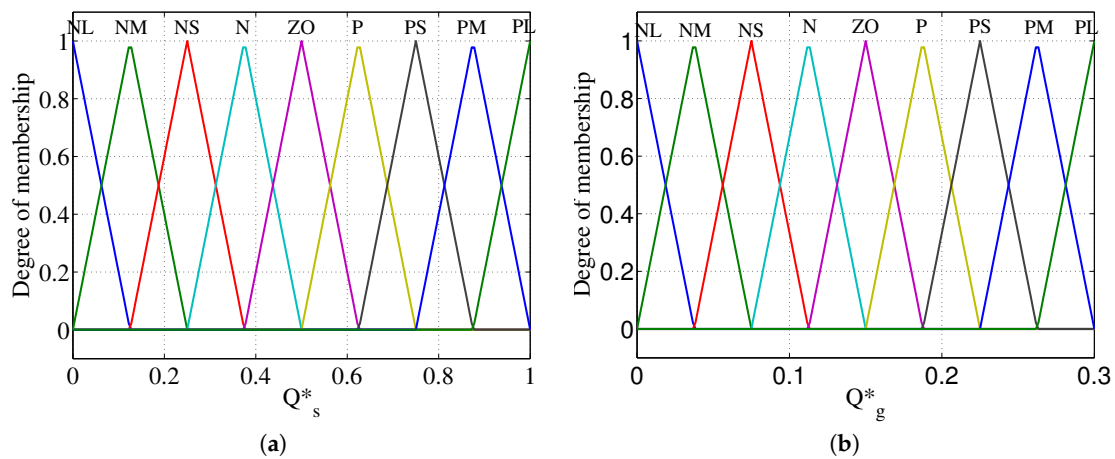 NL NM NS N ZO P PS PM PL
1
0.8
0.6
0.4
0.2
0
Degree of membership
0 0.2 0.4 0.6 0.8 1
Q*s
(a)
NL NM NS N ZO P PS PM PL
1
0.8
0.6
0.4
0.2
0
Degree of membership
0 0.1 0.2 0.3
Q*g
(b)